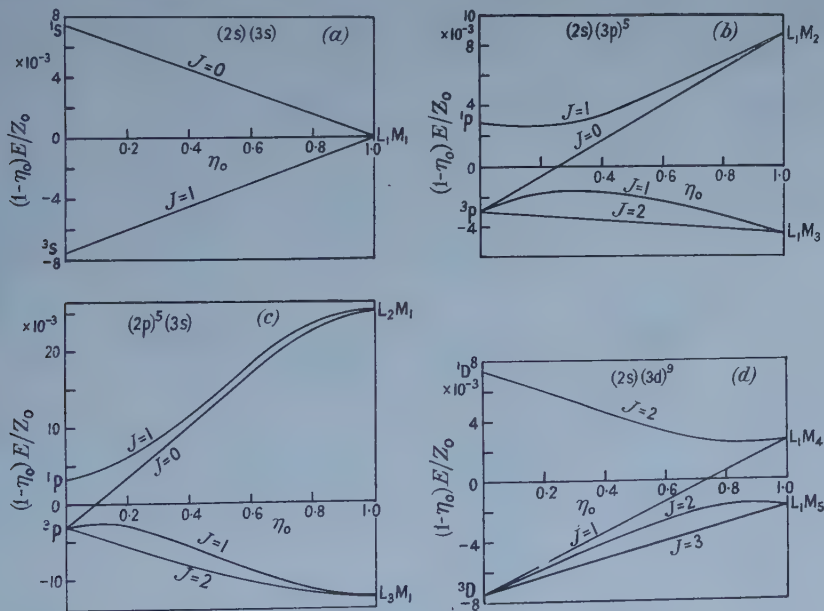 8
¹S
×10⁻³
4
0
-4
³S
-8
(1-η₀)E/Z₀
(2s)(3s)
(a)
J=0
L₁M₁
0·2 0·4 0·6 0·8 1·0
η₀
J=1
10
×10⁻³
8
4
¹P
0
³P
-4
(1-η₀)E/Z₀
(2s)(3p)⁵
(b)
L₁M₂
J=1
J=0
0·2 0·4 0·6 0·8 1·0
J=1
η₀
J=2
L₁M₃
×10⁻³
20
10
¹P
0
³P
-10
(1-η₀)E/Z₀
(2p)⁵(3s)
(c)
L₂M₁
J=1
J=0
0·2 0·4 0·6 0·8 1·0
η₀
J=1
J=2
L₃M₁
¹D8
×10⁻³
4
0
-4
³D
-8
(1-η₀)E/Z₀
(2s)(3d)⁹
(d)
J=2
L₁M₄
0·2 0·4 0·6 0·8 1·0
η₀
J=1
J=2
L₁M₅
J=3